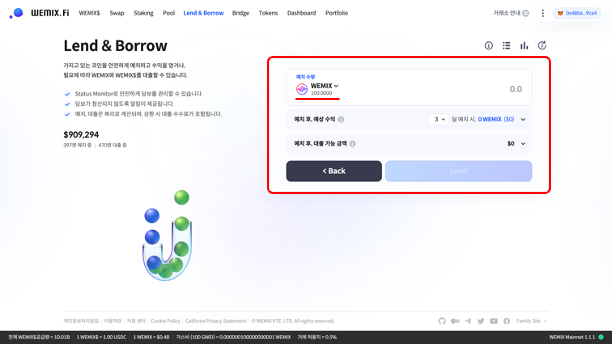 WEMIX.Fi WEMIX$ Swap Staking Pool Lend & Borrow Bridge Tokens Dashboard Portfolio 거래소 안내 0x48b6..9ca4
Lend & Borrow
가지고 있는 코인을 안전하게 예치하고 수익을 얻거나,
필요에 따라 WEMIX와 WEMIX$를 대출할 수 있습니다.
Status Monitor로 안전하게 담보를 관리할 수 있습니다.
담보가 청산되지 않도록 알림이 제공됩니다.
예치, 대출은 복리로 계산되며, 상환 시 대출 수수료가 포함됩니다.
$909,294
397명 예치 중 | 470명 대출 중
예치 수량
WEMIX
100.0000
0.0
예치 후, 예상 수익 3 달 예치 시, 0 WEMIX ($0)
예치 후, 대출 가능 금액 $0
< Back
Lend
개인정보처리방침 이용약관 지원 센터 Cookie Policy California Privacy Statement © WEMIX PTE. LTD. All rights reserved. Family Site
전체 WEMIX$공급량 = 10.01B 1 WEMIX$ = 1.00 USDC 1 WEMIX = $0.48 가스비 (100 GWEI) = 0.00000010000000000001 WEMIX 거래 허용치 = 0.5% WEMIX Mainnet 1.1.1